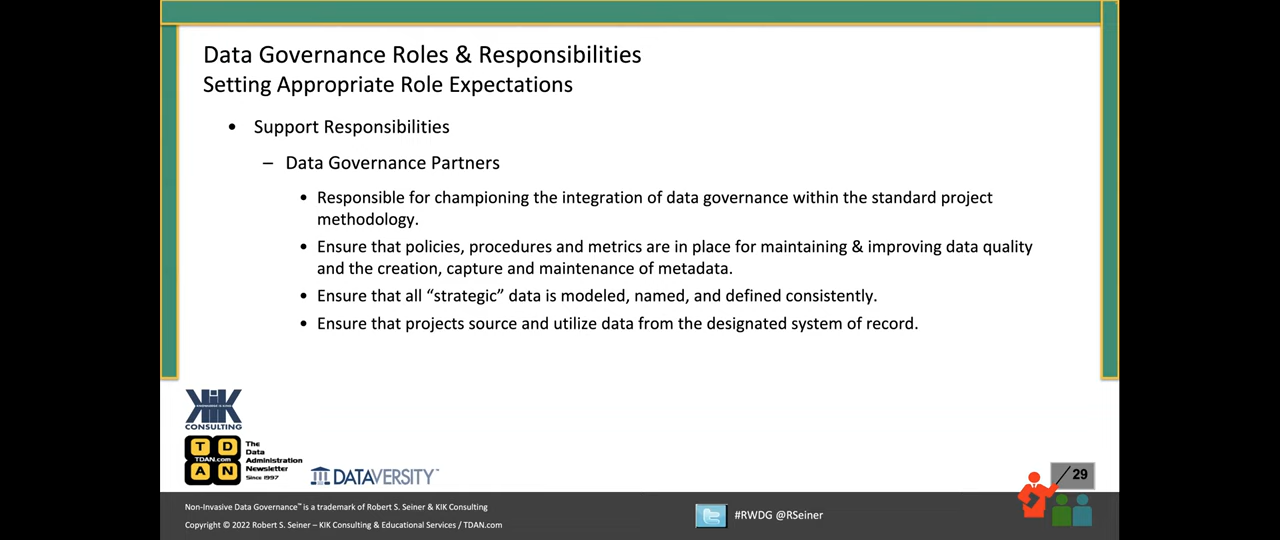 Data Governance Roles & Responsibilities
Setting Appropriate Role Expectations
• Support Responsibilities
– Data Governance Partners
• Responsible for championing the integration of data governance within the standard project
methodology.
• Ensure that policies, procedures and metrics are in place for maintaining & improving data quality
and the creation, capture and maintenance of metadata.
• Ensure that all “strategic” data is modeled, named, and defined consistently.
• Ensure that projects source and utilize data from the designated system of record.
KIK
CONSULTING
T D
TDAN.com
A N
The
Data
Administration
Newsletter
Since 1997
DATAVERSITY
/ 29
Non-Invasive Data Governance™ is a trademark of Robert S. Seiner & KIK Consulting
Copyright © 2022 Robert S. Seiner – KIK Consulting & Educational Services / TDAN.com
#RWDG @RSeiner